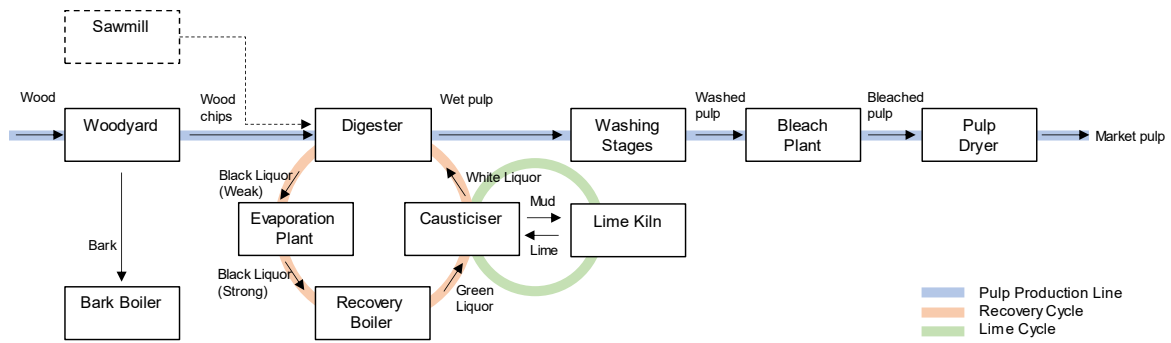 Sawmill
Wood
Woodyard
Wood
chips
Digester
Wet pulp
Washing
Stages
Washed
pulp
Bleach
Plant
Bleached
pulp
Pulp
Dryer
Market pulp
Black Liquor
(Weak)
White Liquor
Evaporation
Plant
Causticiser
Mud
Lime
Lime Kiln
Bark
Black Liquor
(Strong)
Green
Liquor
Bark Boiler
Recovery
Boiler
Pulp Production Line
Recovery Cycle
Lime Cycle